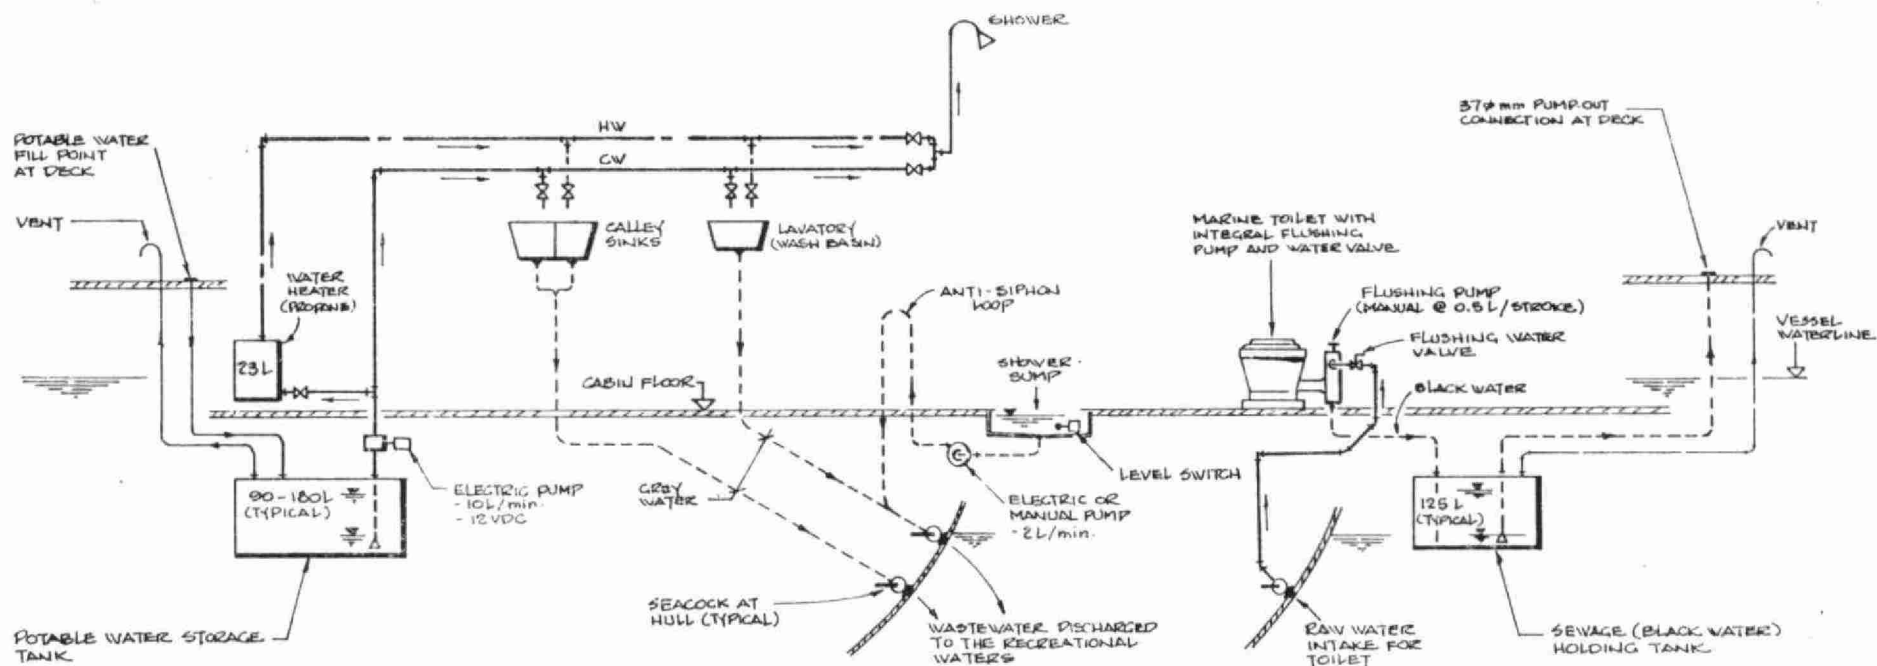 SHOWER
37ø mm PUMP-OUT
CONNECTION AT DECK
POTABLE WATER
FILL POINT
AT DECK
HW
CW
VENT
GALLEY
SINKS
LAVATORY
(WASH BASIN)
MARINE TOILET WITH
INTEGRAL FLUSHING
PUMP AND WATER VALVE
VENT
WATER
HEATER
(PROPANE)
ANTI-SIPHON
LOOP
FLUSHING PUMP
(MANUAL @ 0.5L/STROKE)
VESSEL
WATERLINE
FLUSHING WATER
VALVE
23L
CABIN FLOOR
SHOWER
SUMP
BLACK WATER
90-180L
(TYPICAL)
ELECTRIC PUMP
- 10L/min.
- 12VDC
GREY
WATER
LEVEL SWITCH
ELECTRIC OR
MANUAL PUMP
- 2L/min.
125 L
(TYPICAL)
SEACOCK AT
HULL (TYPICAL)
WASTEWATER DISCHARGED
TO THE RECREATIONAL
WATERS
RAW WATER
INTAKE FOR
TOILET
SEWAGE (BLACK WATER)
HOLDING TANK
POTABLE WATER STORAGE
TANK